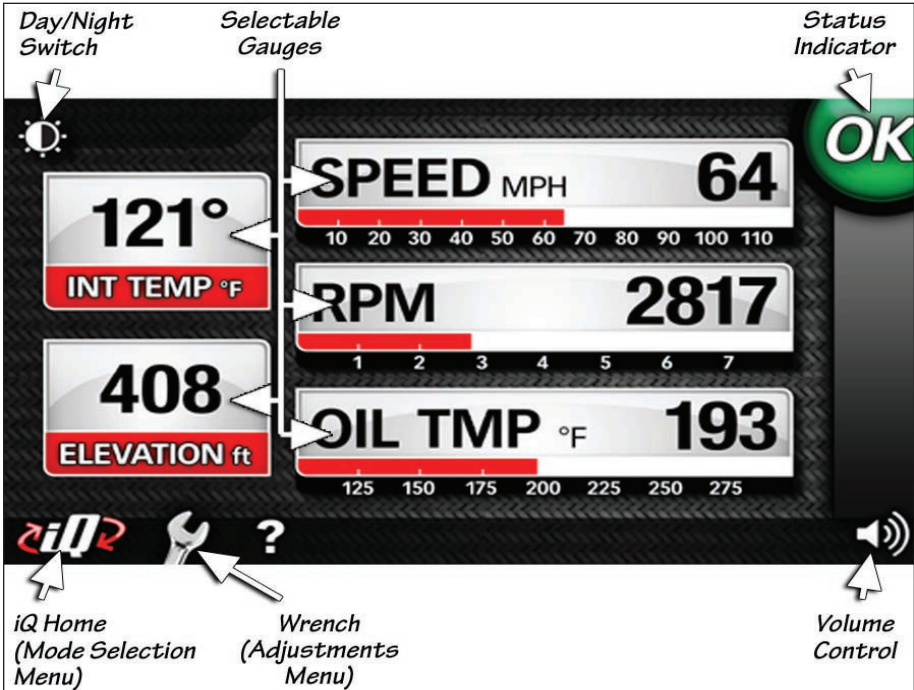 Day/Night
Switch
Selectable
Gauges
Status
Indicator
OK
SPEED MPH 64
10 20 30 40 50 60 70 80 90 100 110
121°
INT TEMP °F
RPM 2817
1 2 3 4 5 6 7
408
ELEVATION ft
OIL TMP °F 193
125 150 175 200 225 250 275
iQ
?
iQ Home
(Mode Selection
Menu)
Wrench
(Adjustments
Menu)
Volume
Control